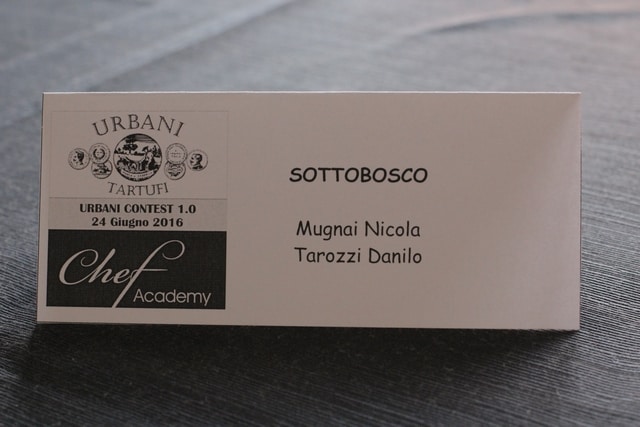 URBANI
TARTUFI
URBANI CONTEST 1.0
24 Giugno 2016
Chef
Academy
SOTTOBOSCO
Mugnai Nicola
Tarozzi Danilo